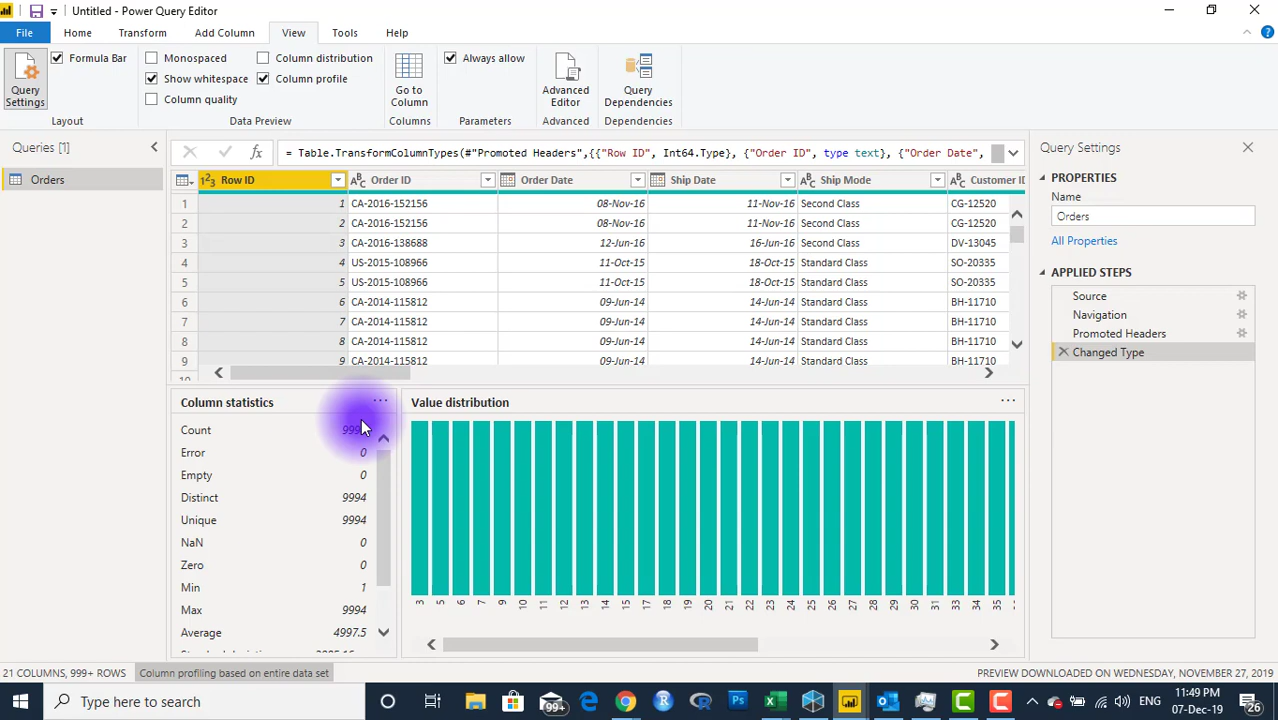 Untitled - Power Query Editor
File Home Transform Add Column View Tools Help
Query Settings
Formula Bar
Monospaced
Show whitespace
Column quality
Column distribution
Column profile
Go to Column
Always allow
Advanced Editor
Query Dependencies
Layout Data Preview Columns Parameters Advanced Dependencies
Queries [1]
Orders
fx = Table.TransformColumnTypes(#"Promoted Headers",{{"Row ID", Int64.Type}, {"Order ID", type text}, {"Order Date",
Row ID Order ID Order Date Ship Date Ship Mode Customer ID
1 1 CA-2016-152156 08-Nov-16 11-Nov-16 Second Class CG-12520
2 2 CA-2016-152156 08-Nov-16 11-Nov-16 Second Class CG-12520
3 3 CA-2016-138688 12-Jun-16 16-Jun-16 Second Class DV-13045
4 4 US-2015-108966 11-Oct-15 18-Oct-15 Standard Class SO-20335
5 5 US-2015-108966 11-Oct-15 18-Oct-15 Standard Class SO-20335
6 6 CA-2014-115812 09-Jun-14 14-Jun-14 Standard Class BH-11710
7 7 CA-2014-115812 09-Jun-14 14-Jun-14 Standard Class BH-11710
8 8 CA-2014-115812 09-Jun-14 14-Jun-14 Standard Class BH-11710
9 9 CA-2014-115812 09-Jun-14 14-Jun-14 Standard Class BH-11710
10
Column statistics
Count
Error 0
Empty 0
Distinct 9994
Unique 9994
NaN 0
Zero 0
Min 1
Max 9994
Average 4997.5
Value distribution
3 5 6 7 9 10 11 12 13 14 15 16 17 18 19 20 21 22 23 24 25 26 27 28 29 30 31 33 34 35
Query Settings
PROPERTIES
Name
Orders
All Properties
APPLIED STEPS
Source
Navigation
Promoted Headers
Changed Type
21 COLUMNS, 999+ ROWS Column profiling based on entire data set
PREVIEW DOWNLOADED ON WEDNESDAY, NOVEMBER 27, 2019
Type here to search
99+
ENG
11:49 PM
07-Dec-19
26